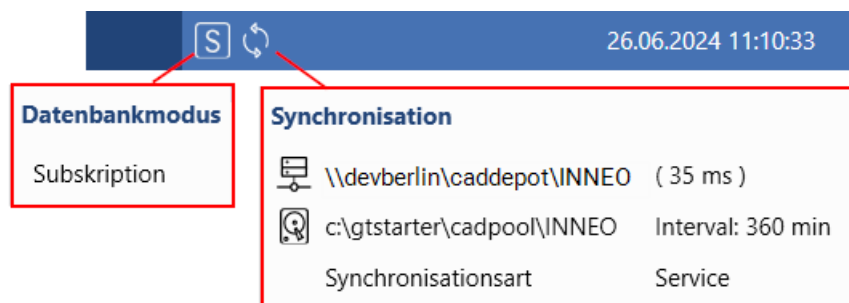 S 26.06.2024 11:10:33
Datenbankmodus
Subskription
Synchronisation
\\devberlin\caddepot\INNEO ( 35 ms )
c:\gtstarter\cadpool\INNEO Interval: 360 min
Synchronisationsart Service